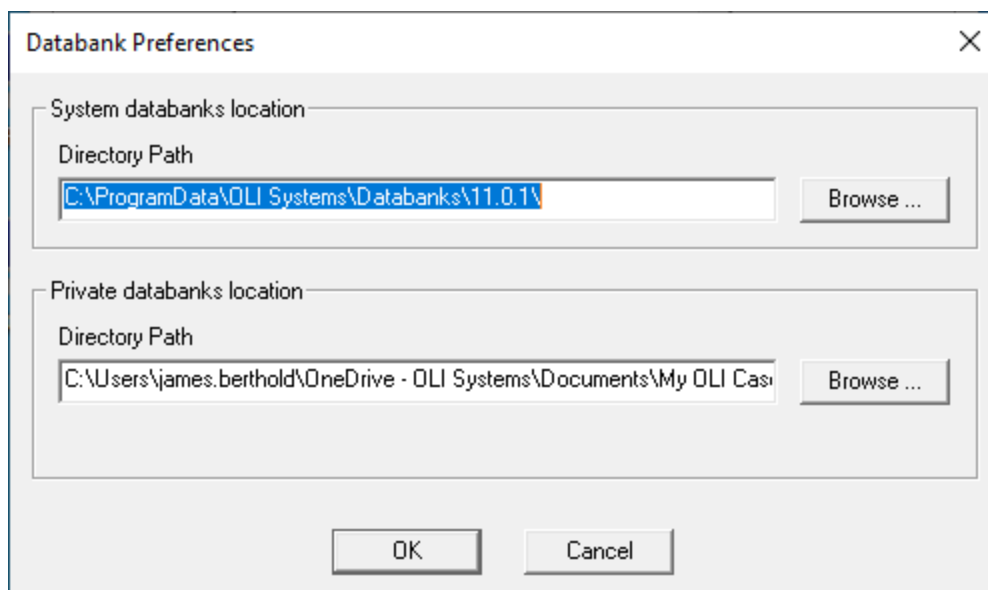 Databank Preferences
System databanks location
Directory Path
C:\ProgramData\OLI Systems\Databanks\11.0.1\
Browse ...
Private databanks location
Directory Path
C:\Users\james.berthold\OneDrive - OLI Systems\Documents\My OLI Cas
Browse ...
OK
Cancel